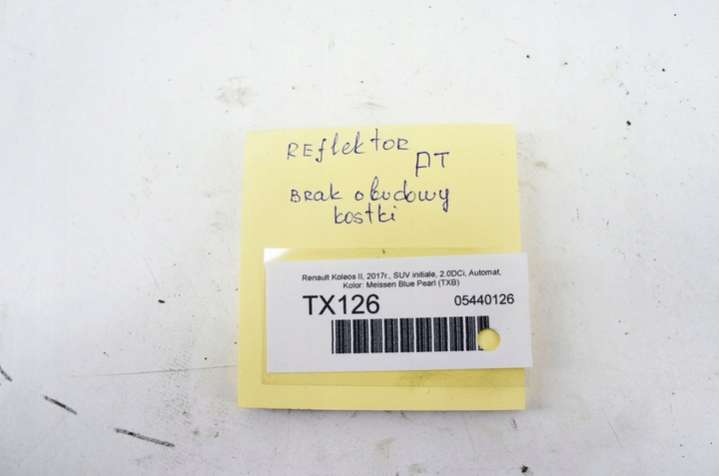 REflektOR
PT
BRak obudowy
kostki
Renault Koleos II, 2017r., SUV initiale, 2.0DCi, Automat,
Kolor: Meissen Blue Pearl (TXB)
TX126 05440126